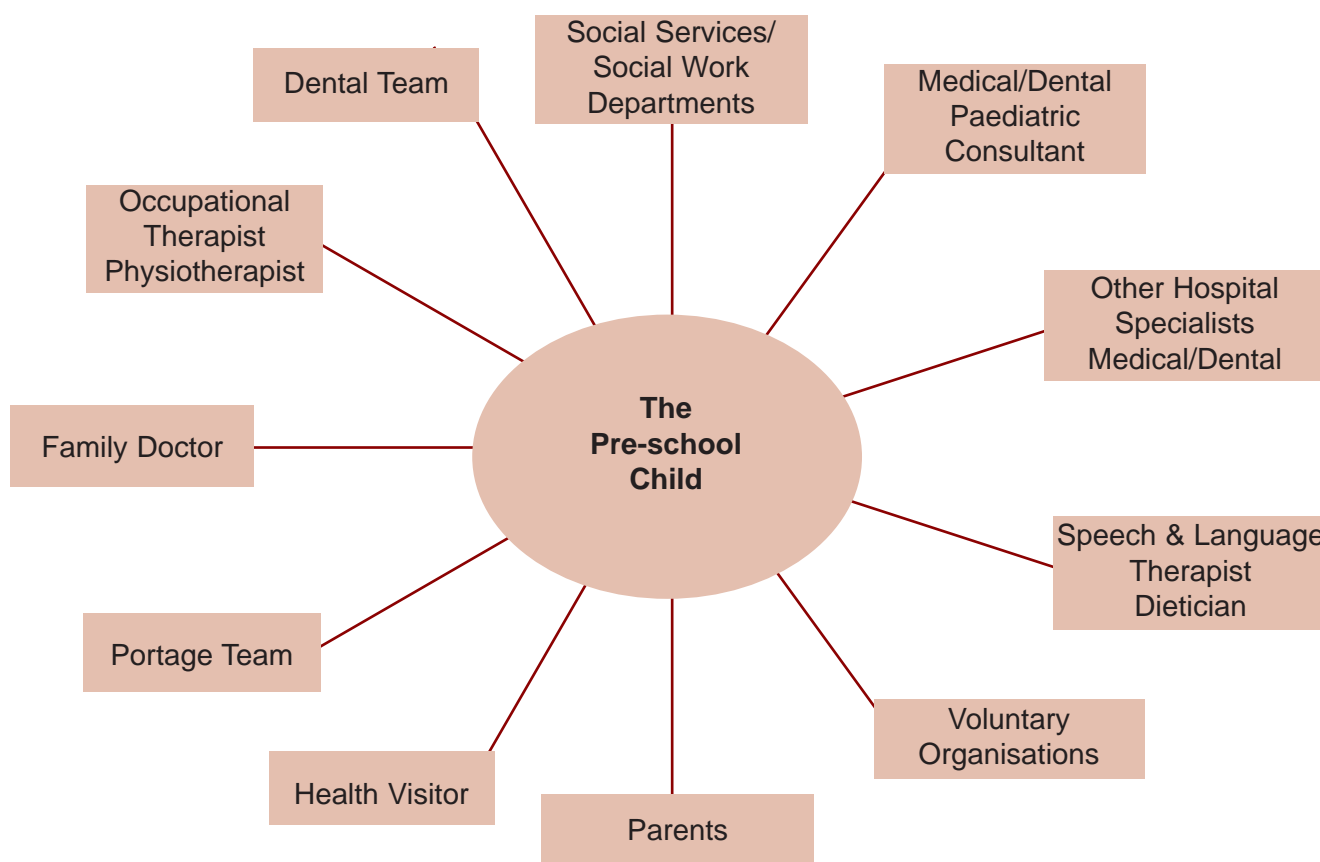 Social Services/
Social Work
Departments
Dental Team
Medical/Dental
Paediatric
Consultant
Occupational
Therapist
Physiotherapist
Other Hospital
Specialists
Medical/Dental
The
Pre-school
Child
Family Doctor
Speech & Language
Therapist
Dietician
Portage Team
Voluntary
Organisations
Health Visitor
Parents